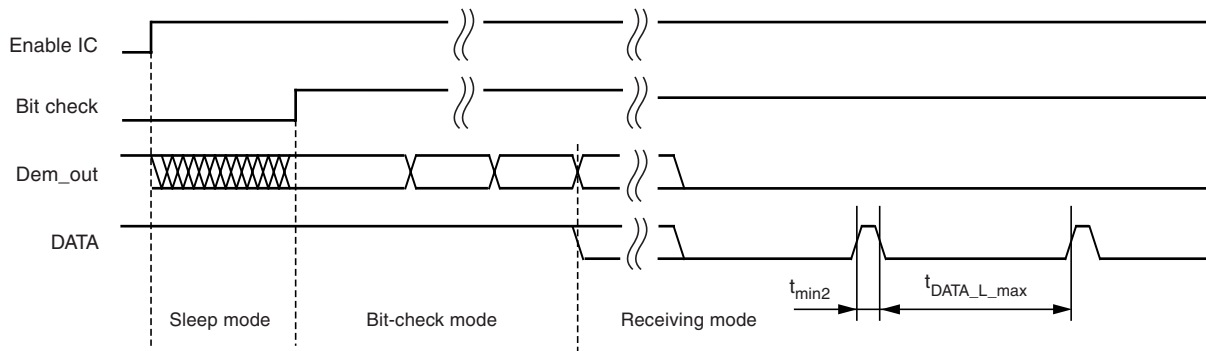 Enable IC
Bit check
Dem_out
DATA
t_min2
t_DATA_L_max
Sleep mode
Bit-check mode
Receiving mode